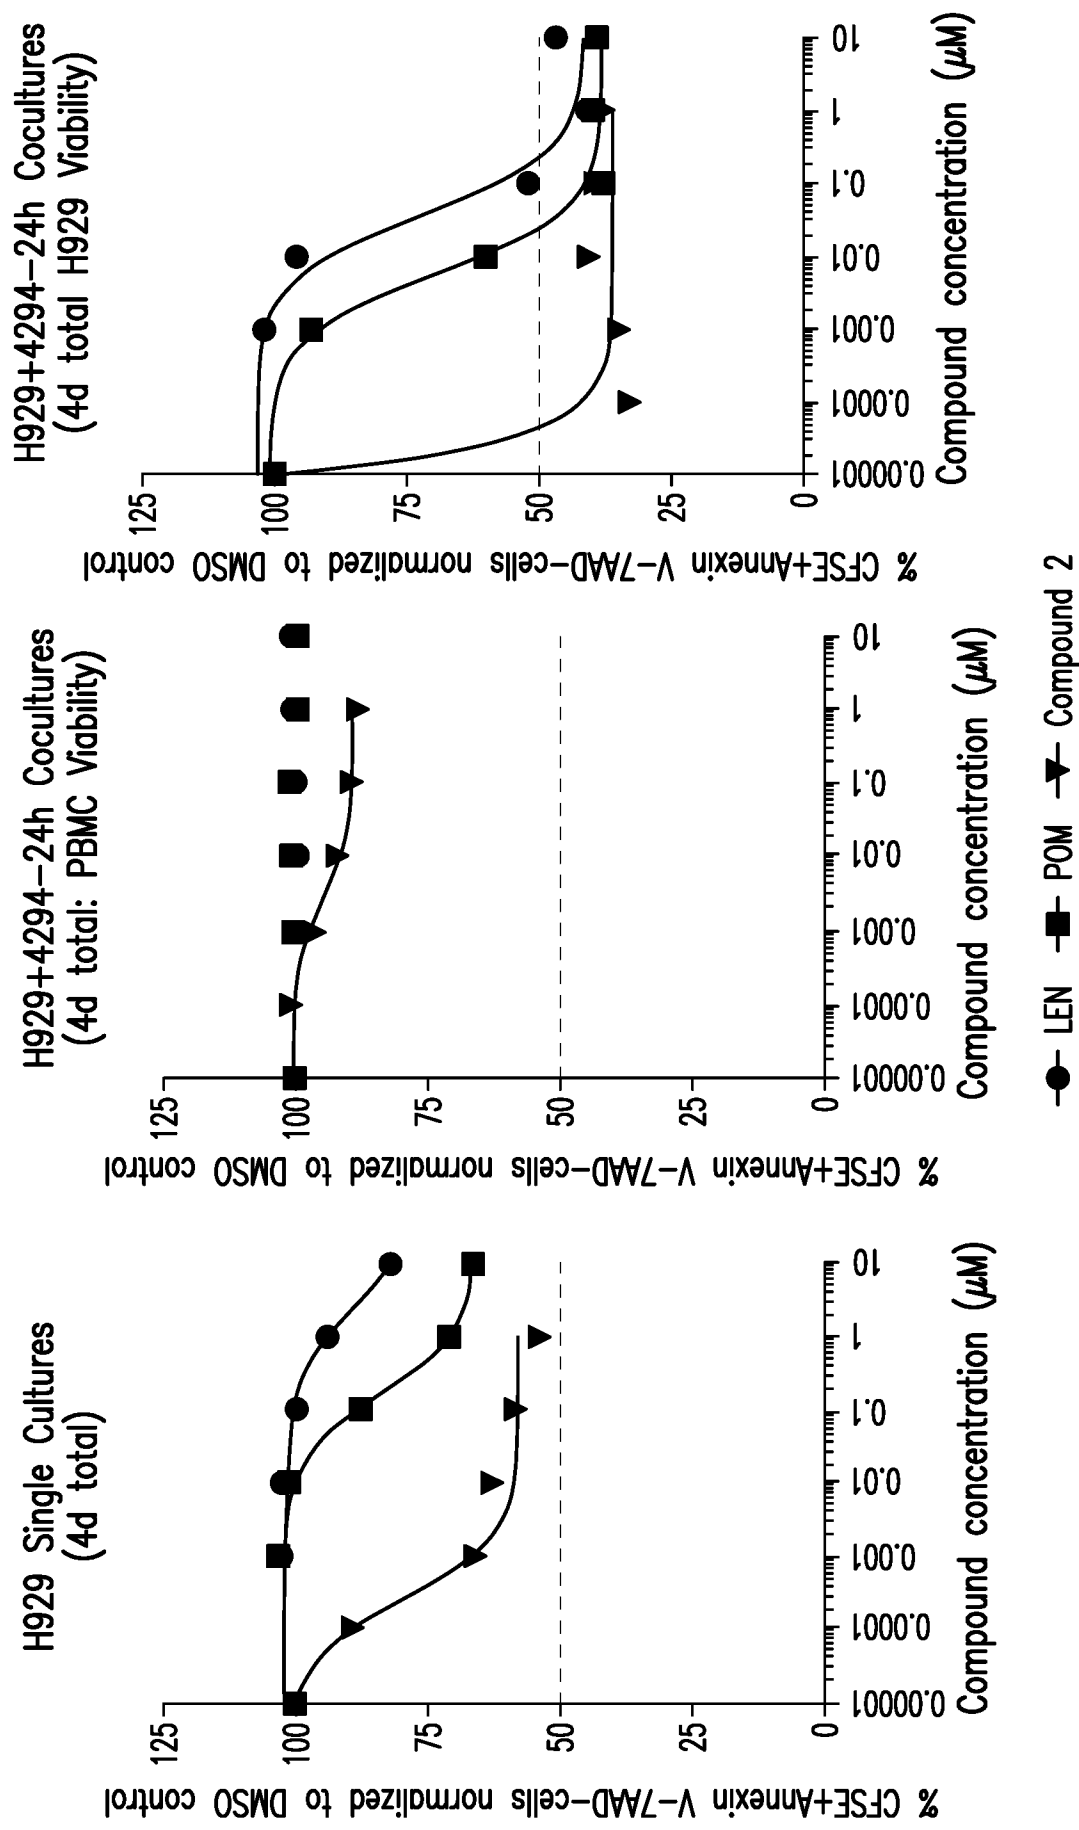 H929 Single Cultures
(4d total)
% CFSE+Annexin V-7AAD-cells normalized to DMSO
control
125
100
75
50
25
0
0.00001
0.0001
0.001
0.01
0.1
1
10
Compound concentration (μM)
H929+4294-24h Cocultures
(4d total: PBMC Viability)
% CFSE+Annexin V-7AAD-cells normalized to DMSO control
125
100
75
50
25
0
0.00001
0.0001
0.001
0.01
0.1
1
10
Compound concentration (μM)
H929+4294-24h Cocultures
(4d total H929 Viability)
% CFSE+Annexin V-7AAD-cells normalized to DMSO
control
125
100
75
50
25
0
0.00001
0.0001
0.001
0.01
0.1
1
10
Compound concentration (μM)
LEN POM Compound 2